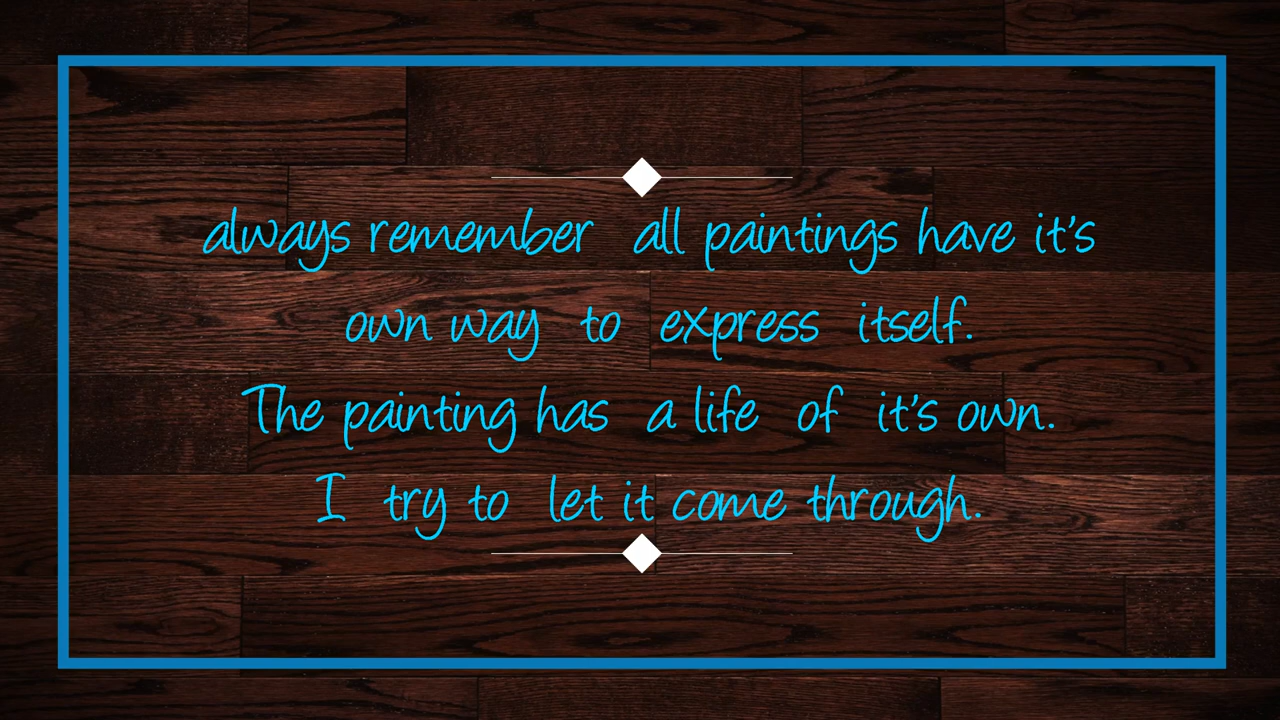 always remember all paintings have it's
own way to express itself.
The painting has a life of it's own.
I try to let it come through.